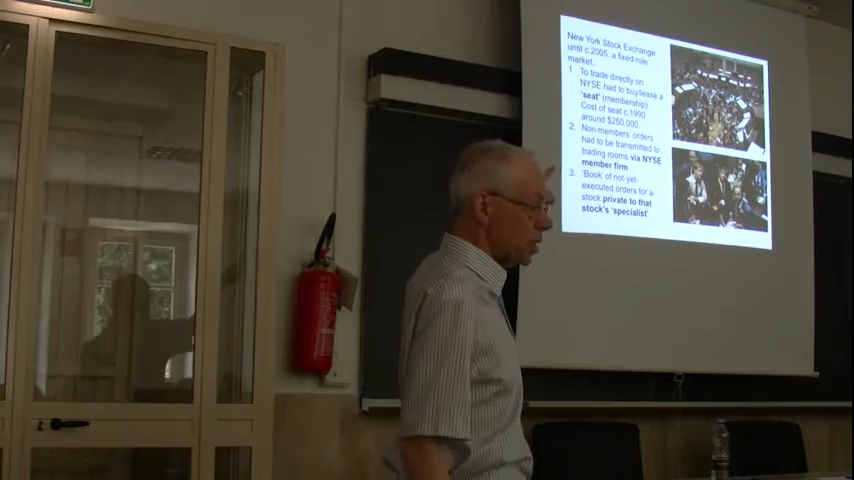 New York Stock Exchange
until c.2005: a fixed-role
market.
1. To trade directly on
NYSE had to buy/lease a
'seat' (membership).
Cost of seat c.1990
around $250,000.
2. Non-members' orders
had to be transmitted to
trading rooms via NYSE
member firm
3. 'Book' of not-yet-
executed orders for a
stock private to that
stock's 'specialist'